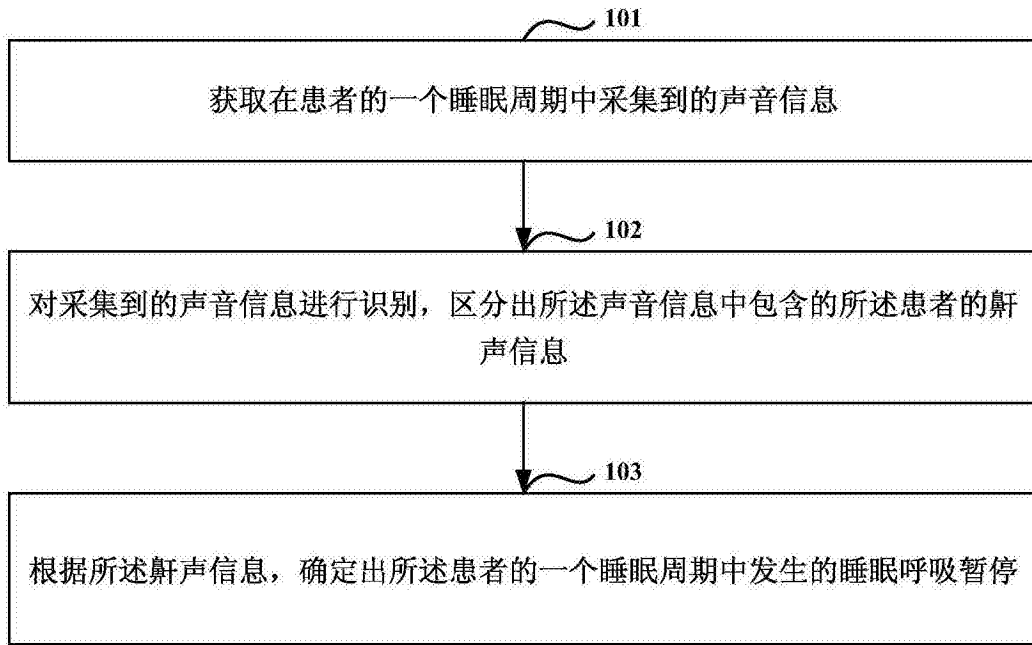 101
获取在患者的一个睡眠周期中采集到的声音信息
102
对采集到的声音信息进行识别，区分出所述声音信息中包含的所述患者的鼾
声信息
103
根据所述鼾声信息，确定出所述患者的一个睡眠周期中发生的睡眠呼吸暂停